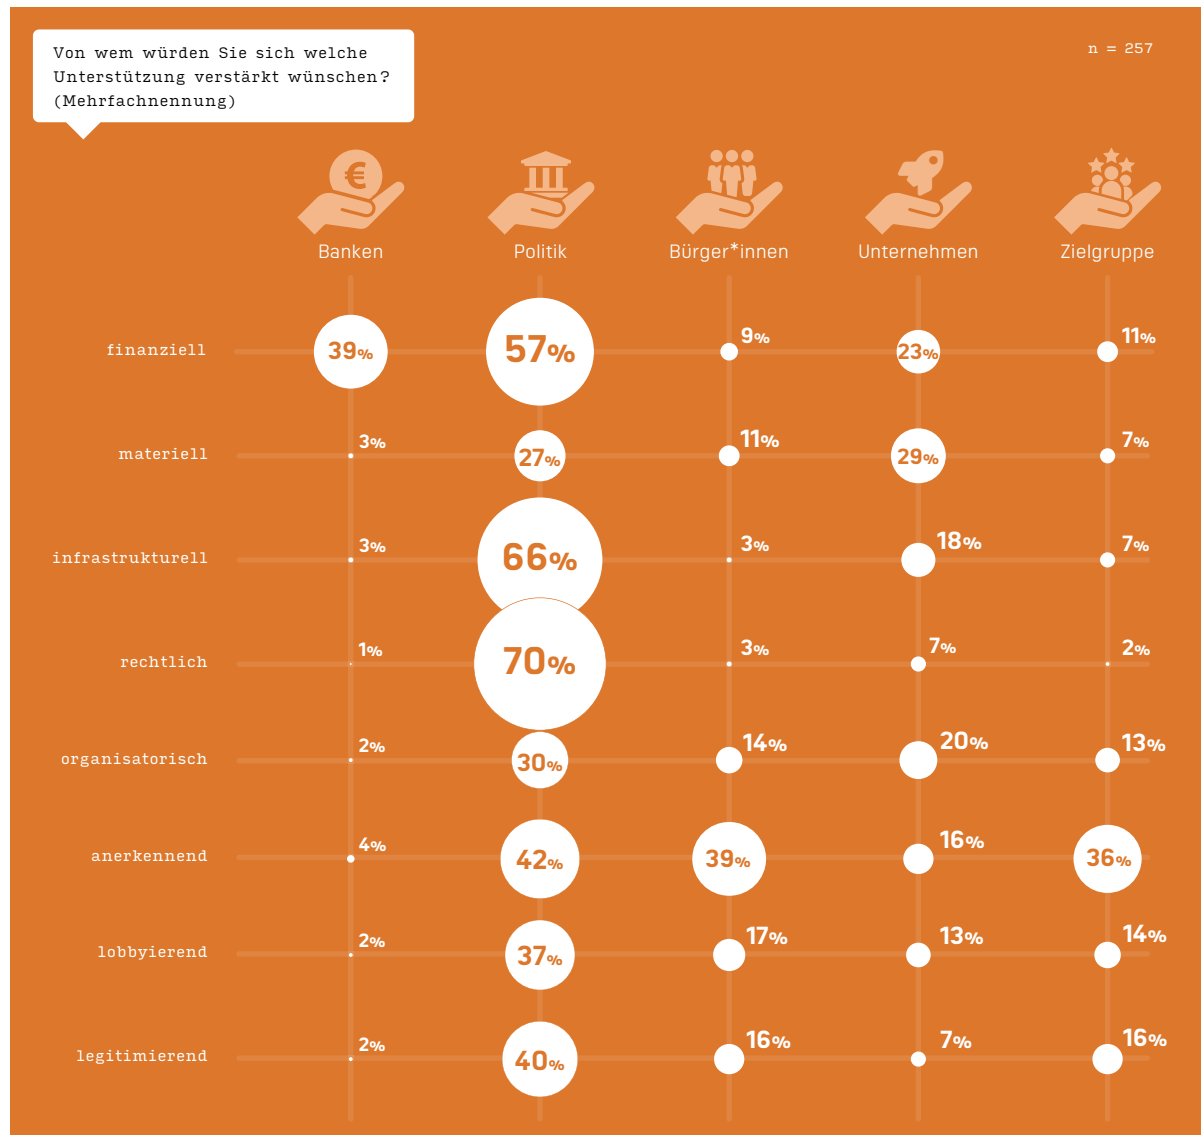 Von wem würden Sie sich welche
Unterstützung verstärkt wünschen?
(Mehrfachnennung)
n = 257
€
Banken Politik Bürger*innen Unternehmen Zielgruppe
finanziell 39% 57% 9% 23% 11%
materiell 3% 27% 11% 29% 7%
infrastrukturell 3% 66% 3% 18% 7%
rechtlich 1% 70% 3% 7% 2%
organisatorisch 2% 30% 14% 20% 13%
anerkennend 4% 42% 39% 16% 36%
lobbyierend 2% 37% 17% 13% 14%
legitimierend 2% 40% 16% 7% 16%